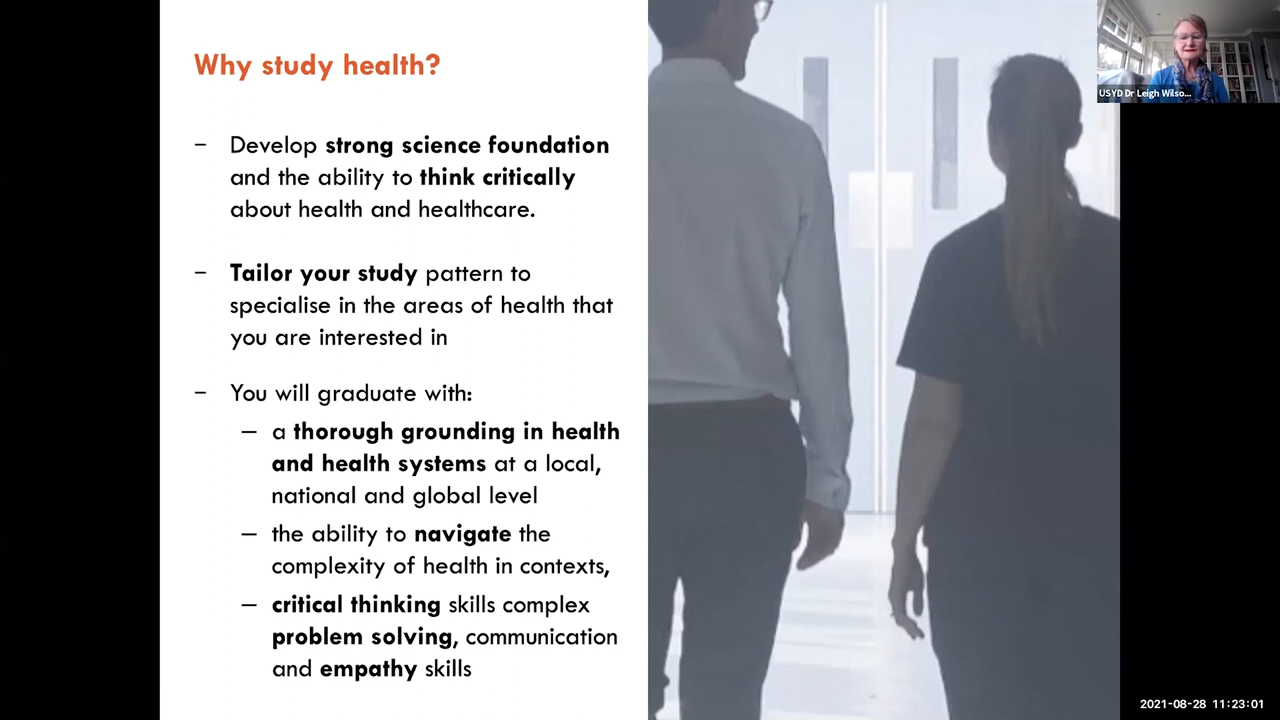 Why study health?
– Develop strong science foundation
and the ability to think critically
about health and healthcare.
– Tailor your study pattern to
specialise in the areas of health that
you are interested in
– You will graduate with:
– a thorough grounding in health
and health systems at a local,
national and global level
– the ability to navigate the
complexity of health in contexts,
– critical thinking skills complex
problem solving, communication
and empathy skills
USYD Dr Leigh Wilso...
2021-08-28 11:23:01